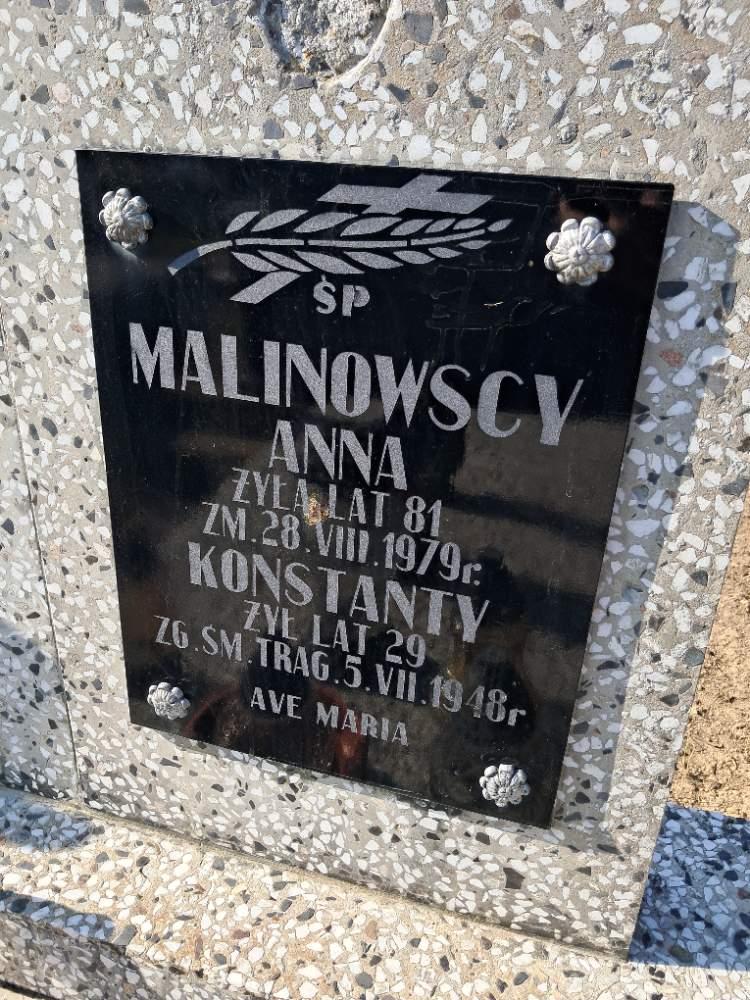 ŚP
MALINOWSCY
ANNA
ŻYŁA LAT 81
ZM. 28. VIII. 1979r.
KONSTANTY
ŻYŁ LAT 29
ZG. ŚM. TRAG. 5. VII. 1948r
AVE MARIA